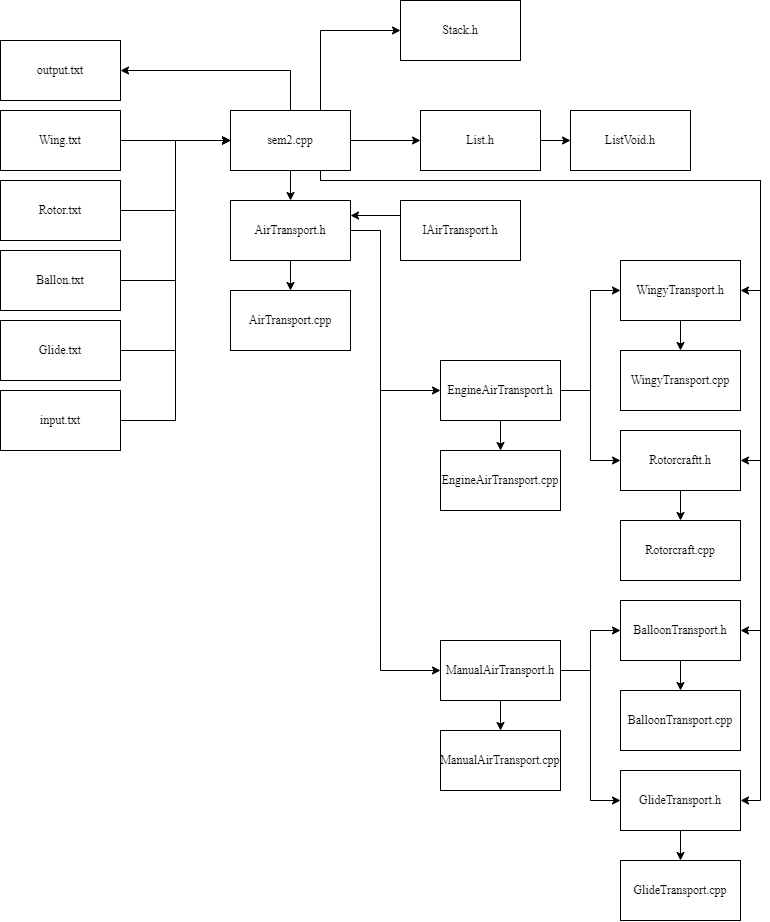 Stack.h
output.txt
Wing.txt
sem2.cpp
List.h
ListVoid.h
Rotor.txt
AirTransport.h
IAirTransport.h
Ballon.txt
WingyTransport.h
AirTransport.cpp
Glide.txt
WingyTransport.cpp
EngineAirTransport.h
input.txt
Rotorcraftt.h
EngineAirTransport.cpp
Rotorcraft.cpp
BalloonTransport.h
ManualAirTransport.h
BalloonTransport.cpp
ManualAirTransport.cpp
GlideTransport.h
GlideTransport.cpp